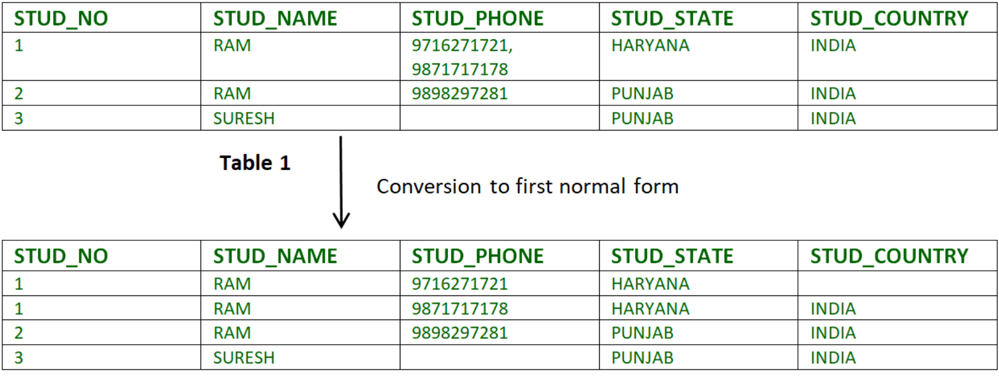 STUD_NO STUD_NAME STUD_PHONE STUD_STATE STUD_COUNTRY
1 RAM 9716271721, HARYANA INDIA
9871717178
2 RAM 9898297281 PUNJAB INDIA
3 SURESH PUNJAB INDIA
Table 1
Conversion to first normal form
STUD_NO STUD_NAME STUD_PHONE STUD_STATE STUD_COUNTRY
1 RAM 9716271721 HARYANA
1 RAM 9871717178 HARYANA INDIA
2 RAM 9898297281 PUNJAB INDIA
3 SURESH PUNJAB INDIA